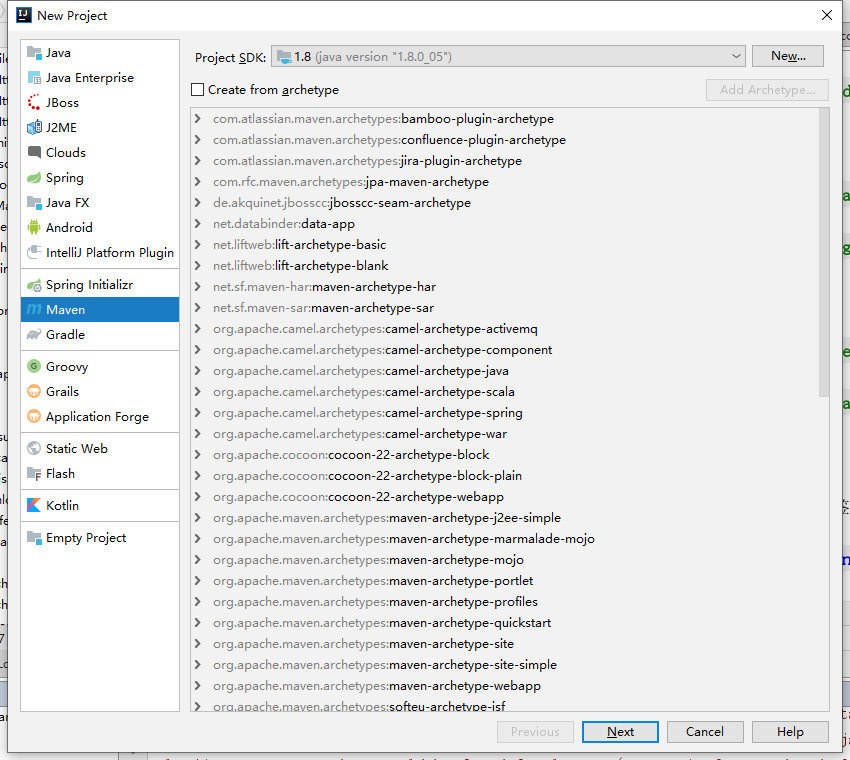 New Project
Java
Java Enterprise
JBoss
J2ME
Clouds
Spring
Java FX
Android
IntelliJ Platform Plugin
Spring Initializr
Maven
Gradle
Groovy
Grails
Application Forge
Static Web
Flash
Kotlin
Empty Project
Project SDK: 1.8 (java version "1.8.0_05") New...
Create from archetype Add Archetype...
com.atlassian.maven.archetypes:bamboo-plugin-archetype
com.atlassian.maven.archetypes:confluence-plugin-archetype
com.atlassian.maven.archetypes:jira-plugin-archetype
com.rfc.maven.archetypes:jpa-maven-archetype
de.akquinet.jbosscc:jbosscc-seam-archetype
net.databinder:data-app
net.liftweb:lift-archetype-basic
net.liftweb:lift-archetype-blank
net.sf.maven-har:maven-archetype-har
net.sf.maven-sar:maven-archetype-sar
org.apache.camel.archetypes:camel-archetype-activemq
org.apache.camel.archetypes:camel-archetype-component
org.apache.camel.archetypes:camel-archetype-java
org.apache.camel.archetypes:camel-archetype-scala
org.apache.camel.archetypes:camel-archetype-spring
org.apache.camel.archetypes:camel-archetype-war
org.apache.cocoon:cocoon-22-archetype-block
org.apache.cocoon:cocoon-22-archetype-block-plain
org.apache.cocoon:cocoon-22-archetype-webapp
org.apache.maven.archetypes:maven-archetype-j2ee-simple
org.apache.maven.archetypes:maven-archetype-marmalade-mojo
org.apache.maven.archetypes:maven-archetype-mojo
org.apache.maven.archetypes:maven-archetype-portlet
org.apache.maven.archetypes:maven-archetype-profiles
org.apache.maven.archetypes:maven-archetype-quickstart
org.apache.maven.archetypes:maven-archetype-site
org.apache.maven.archetypes:maven-archetype-site-simple
org.apache.maven.archetypes:maven-archetype-webapp
org.apache.maven.archetypes:softeu-archetype-jsf
Previous Next Cancel Help